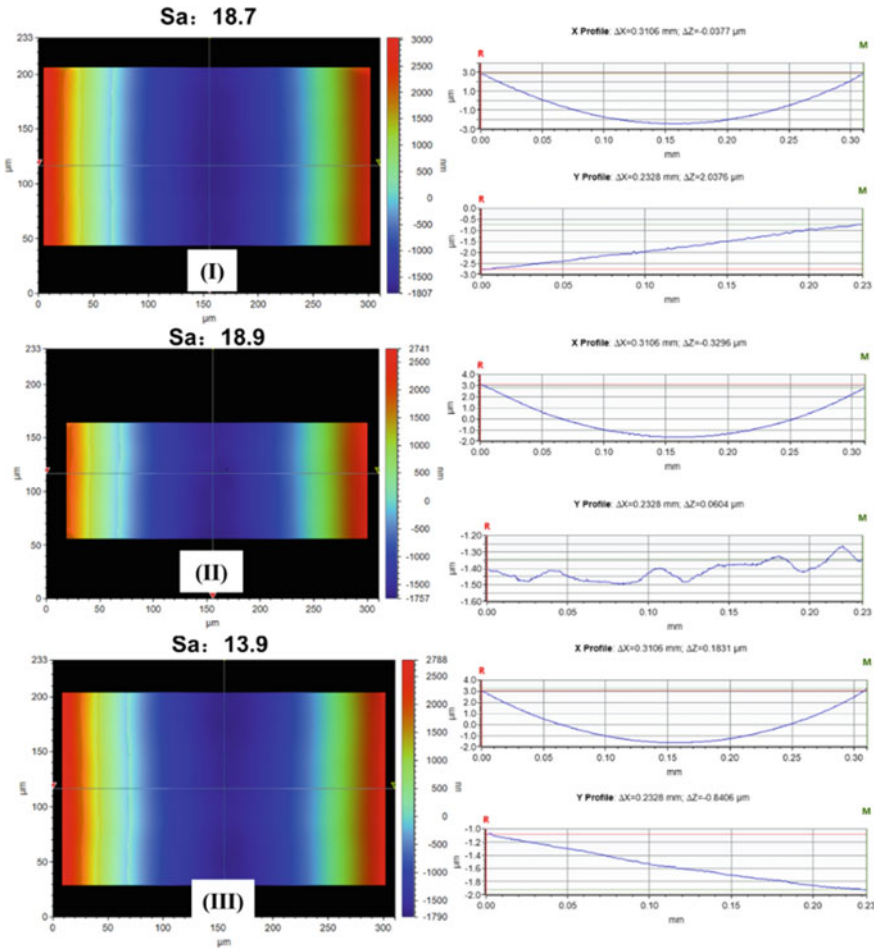 Sa：18.7
233
200
150
100
50
0
µm
0 50 100 150 200 250 300
µm
(I)
3000
2500
2000
1500
1000
500
0
-500
-1000
-1500
-1807
nm
X Profile: ΔX=0.3106 mm; ΔZ=-0.0377 µm
R
M
3.0
1.0
-1.0
-3.0
µm
0.00 0.05 0.10 0.15 0.20 0.25 0.30
mm
Y Profile: ΔX=0.2328 mm; ΔZ=2.0376 µm
R
M
0.0
-0.5
-1.0
-1.5
-2.0
-2.5
-3.0
µm
0.00 0.05 0.10 0.15 0.20 0.23
mm
Sa：18.9
233
200
150
100
50
0
µm
0 50 100 150 200 250 300
µm
(II)
2741
2000
1500
1000
500
0
-500
-1000
-1757
nm
X Profile: ΔX=0.3106 mm; ΔZ=-0.3296 µm
R
M
4.0
3.0
2.0
1.0
-0.0
-1.0
-2.0
µm
0.00 0.05 0.10 0.15 0.20 0.25 0.30
mm
Y Profile: ΔX=0.2328 mm; ΔZ=0.0604 µm
R
M
-1.20
-1.30
-1.40
-1.50
-1.60
µm
0.00 0.05 0.10 0.15 0.20 0.23
mm
Sa：13.9
233
200
150
100
50
0
µm
0 50 100 150 200 250 300
µm
(III)
2788
2000
1500
1000
500
0
-500
-1000
-1790
nm
X Profile: ΔX=0.3106 mm; ΔZ=0.1831 µm
R
M
4.0
3.0
2.0
1.0
-0.0
-1.0
-2.0
µm
0.00 0.05 0.10 0.15 0.20 0.25 0.30
mm
Y Profile: ΔX=0.2328 mm; ΔZ=-0.8406 µm
R
M
-1.0
-1.2
-1.4
-1.6
-1.8
-2.0
µm
0.00 0.05 0.10 0.15 0.20 0.23
mm